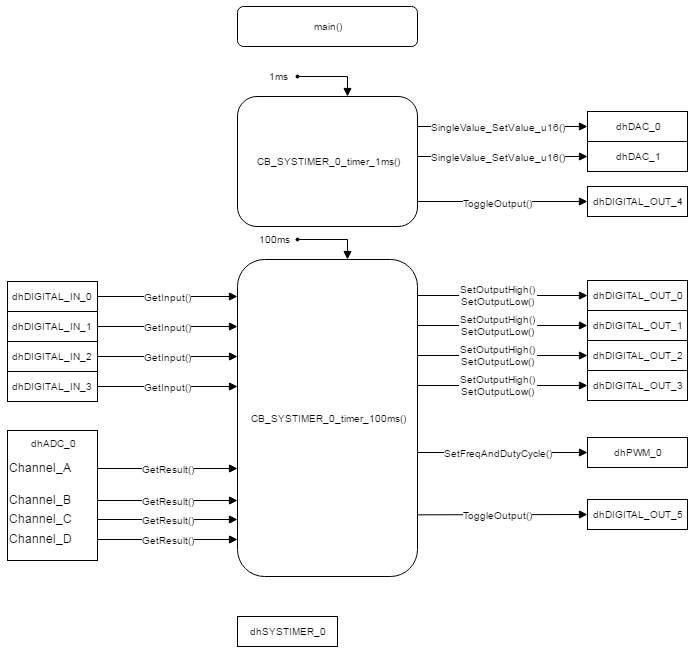 main()
1ms
CB_SYSTIMER_0_timer_1ms()
SingleValue_SetValue_u16()
dhDAC_0
SingleValue_SetValue_u16()
dhDAC_1
ToggleOutput()
dhDIGITAL_OUT_4
100ms
dhDIGITAL_IN_0
GetInput()
dhDIGITAL_IN_1
GetInput()
dhDIGITAL_IN_2
GetInput()
dhDIGITAL_IN_3
GetInput()
dhADC_0
Channel_A
GetResult()
Channel_B
GetResult()
Channel_C
GetResult()
Channel_D
GetResult()
CB_SYSTIMER_0_timer_100ms()
SetOutputHigh()
SetOutputLow()
dhDIGITAL_OUT_0
SetOutputHigh()
SetOutputLow()
dhDIGITAL_OUT_1
SetOutputHigh()
SetOutputLow()
dhDIGITAL_OUT_2
SetOutputHigh()
SetOutputLow()
dhDIGITAL_OUT_3
SetFreqAndDutyCycle()
dhPWM_0
ToggleOutput()
dhDIGITAL_OUT_5
dhSYSTIMER_0